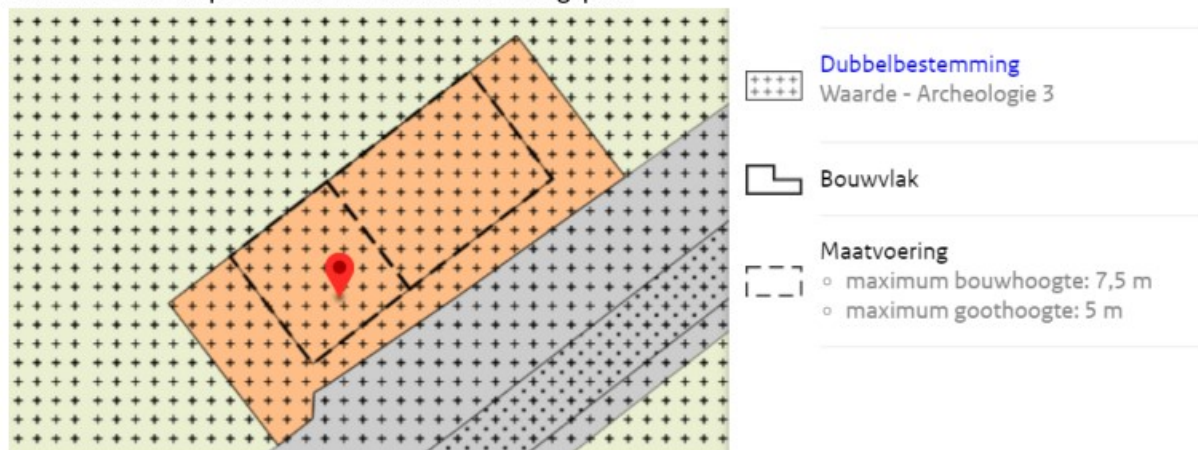 Dubbelbestemming
Waarde - Archeologie 3
Bouwvlak
Maatvoering
maximum bouwhoogte: 7,5 m
maximum goothoogte: 5 m